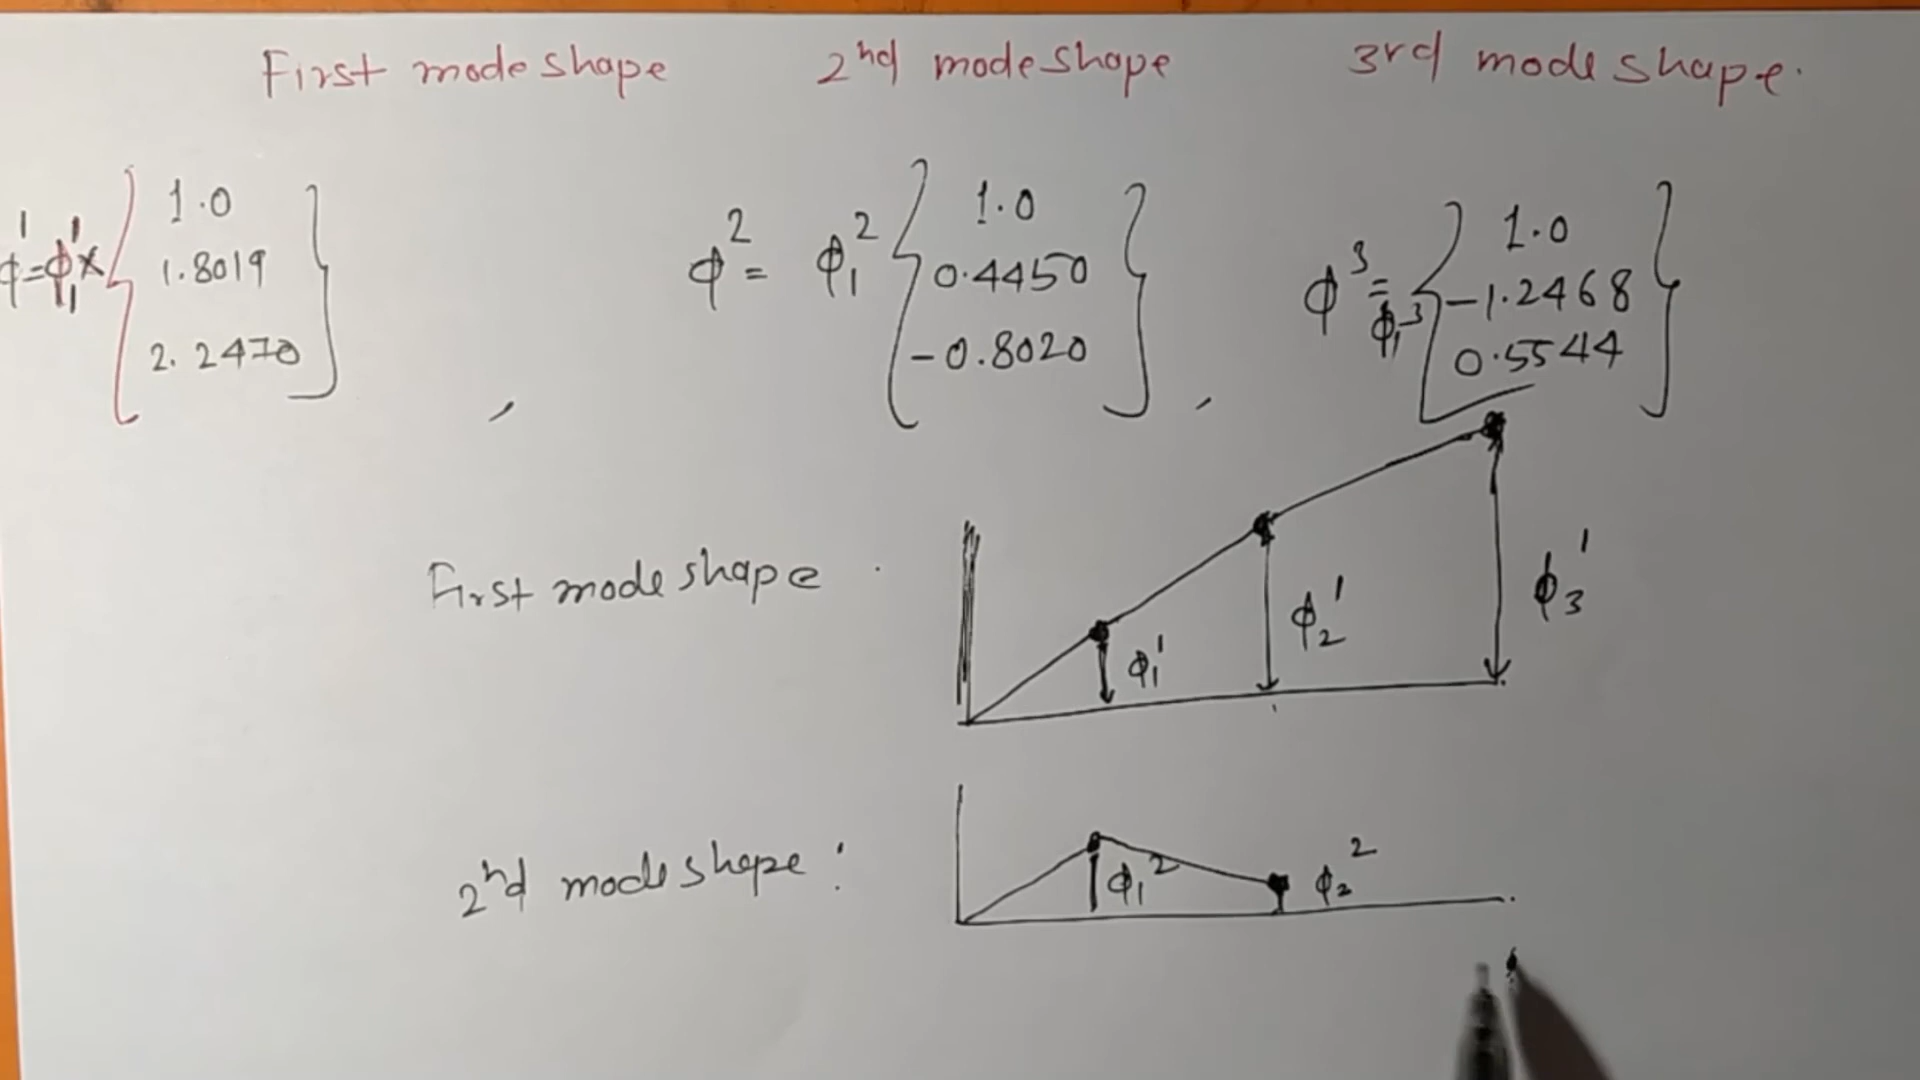 First mode shape
2nd mode shape
3rd mode shape.
ϕ¹ = ϕ₁¹ × { 1.0
1.8019
2.2470 } ,
ϕ² = ϕ₁² { 1.0
0.4450
-0.8020 } ,
ϕ³ = ϕ₁³ { 1.0
-1.2468
0.5544 }
First mode shape .
ϕ₁¹
ϕ₂¹
ϕ₃¹
2nd mode shape :
ϕ₁²
ϕ₂²